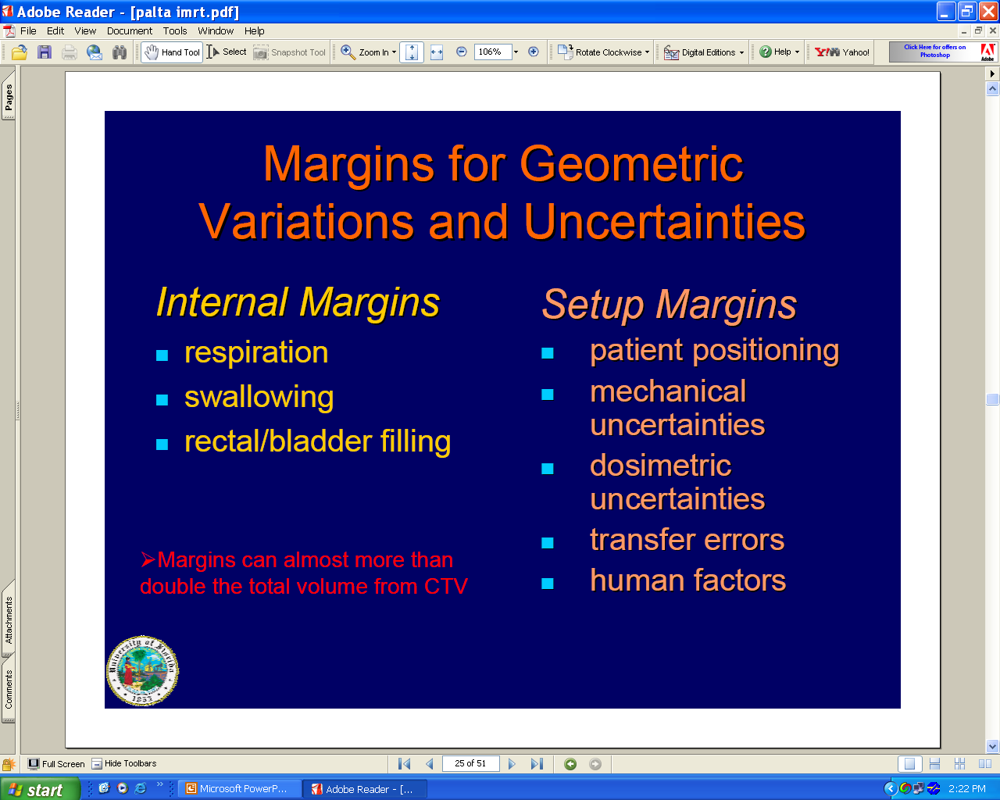 Adobe Reader - [palta imrt.pdf]
File Edit View Document Tools Window Help
Hand Tool Select Snapshot Tool Zoom In 106% Rotate Clockwise Digital Editions Help Yahoo! Click Here for offers on Photoshop Adobe
Pages
Margins for Geometric
Variations and Uncertainties
Internal Margins
respiration
swallowing
rectal/bladder filling
Margins can almost more than
double the total volume from CTV
Setup Margins
patient positioning
mechanical
uncertainties
dosimetric
uncertainties
transfer errors
human factors
University of Florida
1853
Attachments
Comments
Full Screen Hide Toolbars 25 of 51
start Microsoft PowerP... Adobe Reader - [... 2:22 PM